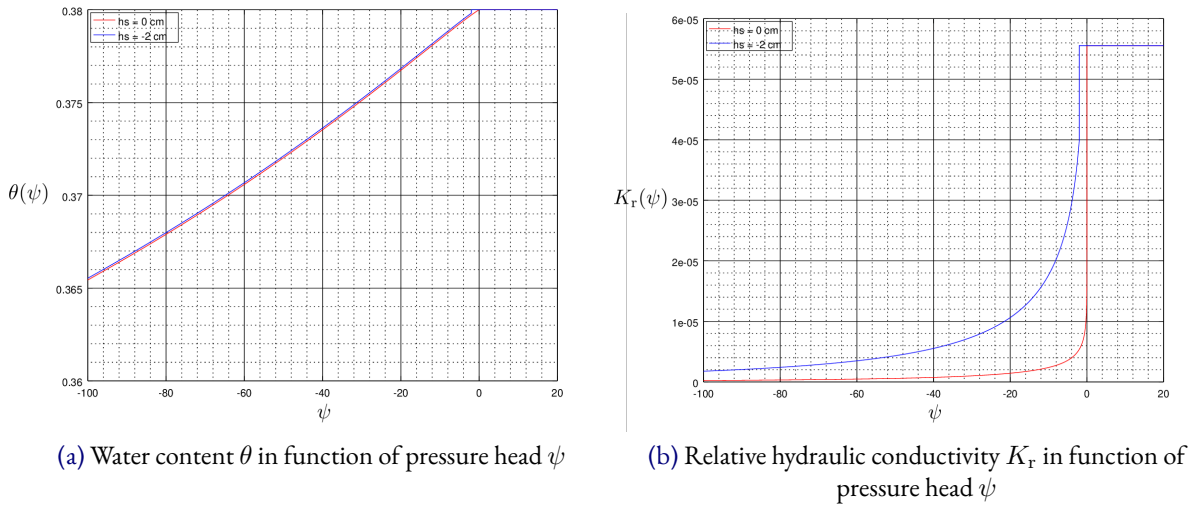 hs = 0 cm
hs = -2 cm
0.38
0.375
θ(ψ)
0.37
0.365
0.36
-100 -80 -60 -40 -20 0 20
ψ
hs = 0 cm
hs = -2 cm
6e-05
5e-05
4e-05
Kr(ψ)
3e-05
2e-05
1e-05
0
-100 -80 -60 -40 -20 0 20
ψ
(a) Water content θ in function of pressure head ψ
(b) Relative hydraulic conductivity Kr in function of
pressure head ψ